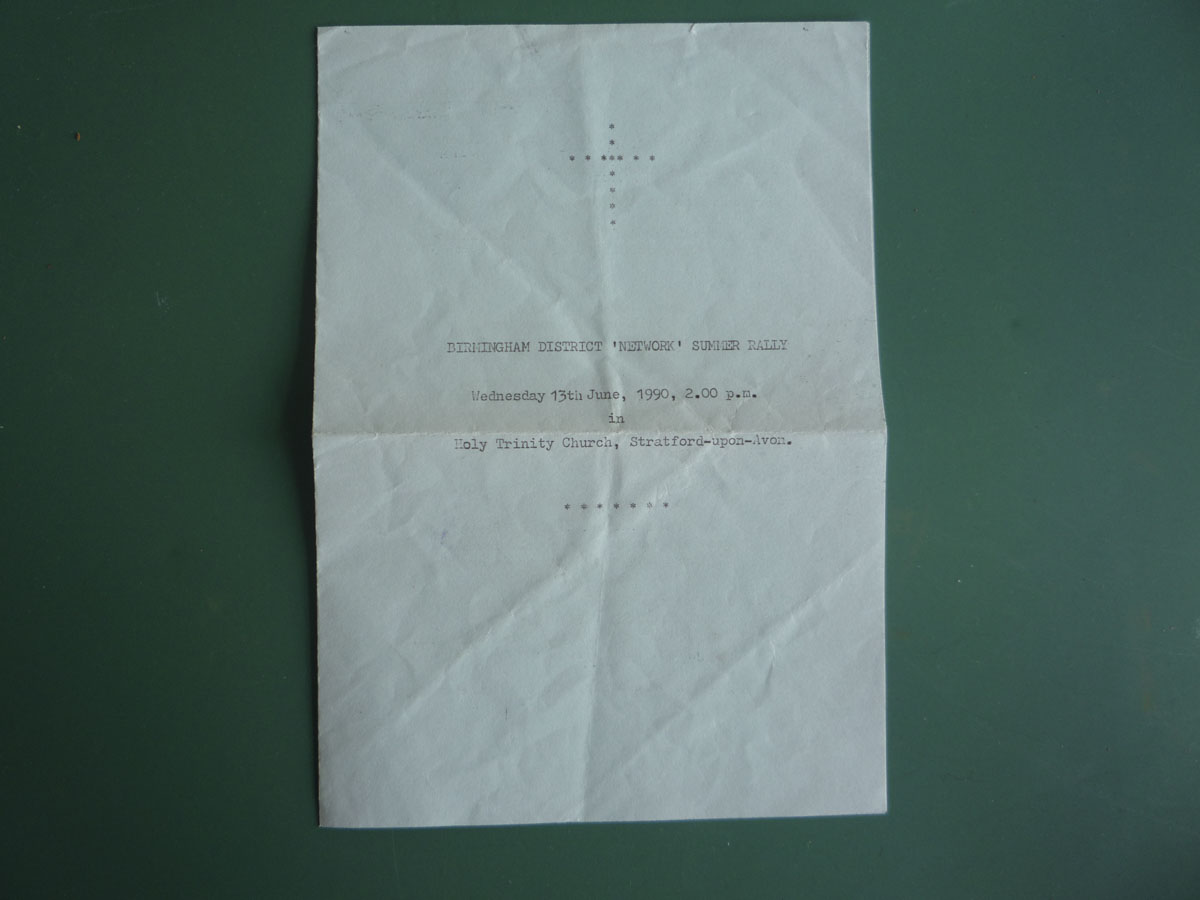 *
*
* * *** * *
*
*
*
*
BIRMINGHAM DISTRICT 'NETWORK' SUMMER RALLY
Wednesday 13th June, 1990, 2.00 p.m.
in
Holy Trinity Church, Stratford-upon-Avon.
* * * * * * *